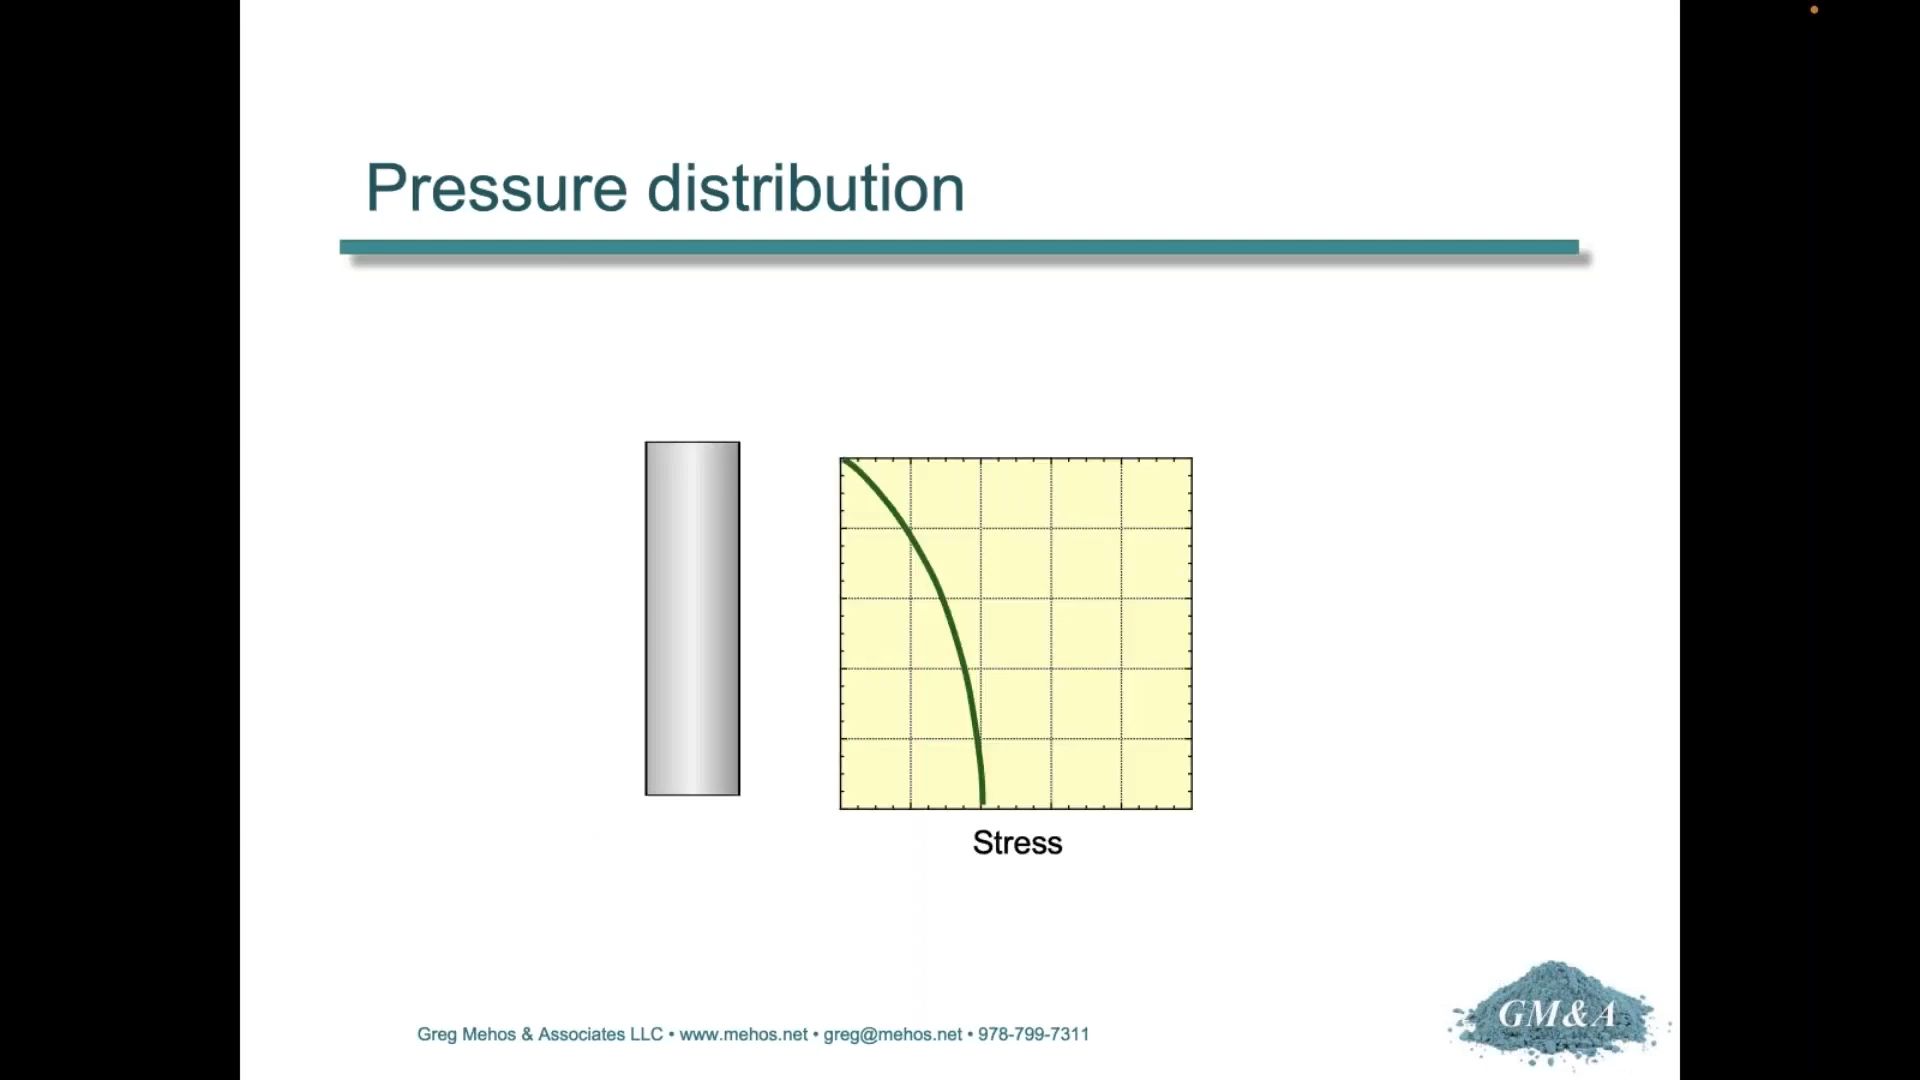 Pressure distribution
Stress
Greg Mehos & Associates LLC • www.mehos.net • greg@mehos.net • 978-799-7311
GM&A